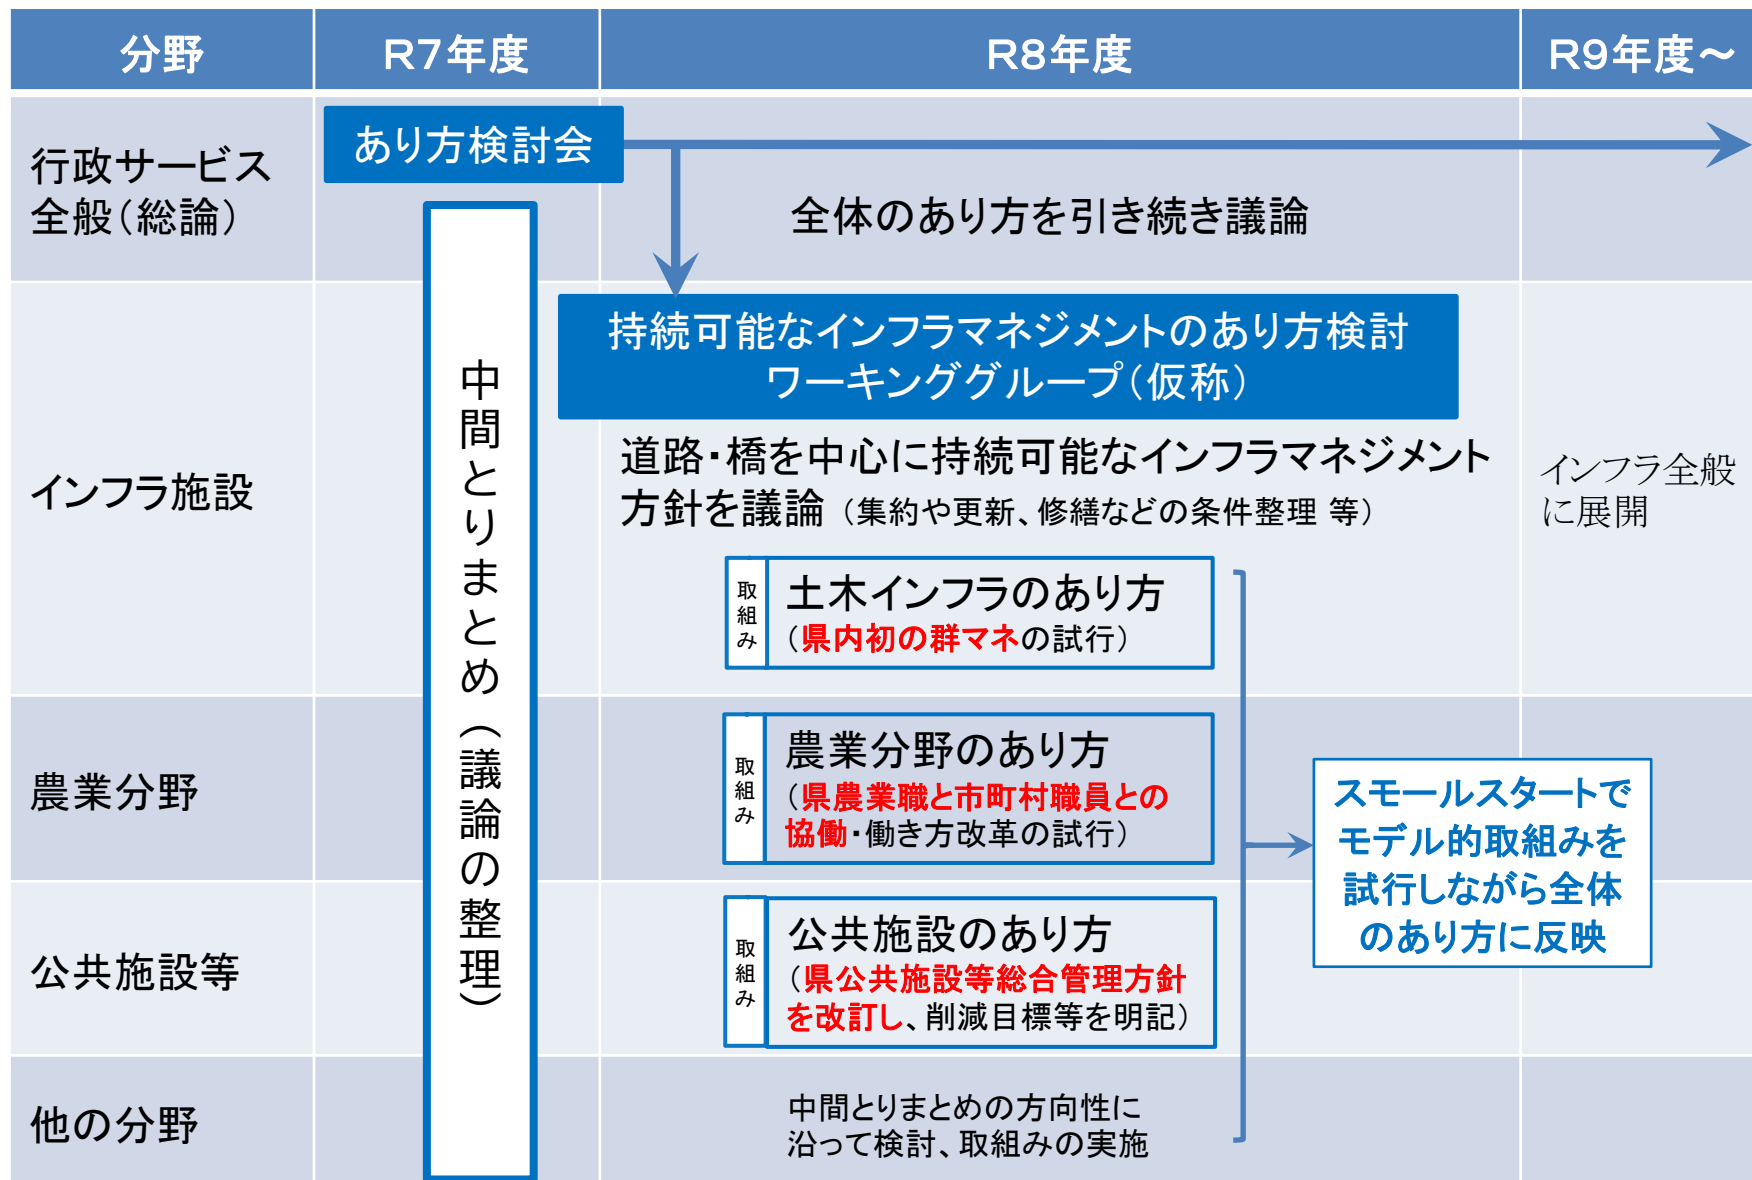 分野
R7年度
R8年度
R9年度～
行政サービス
全般（総論）
あり方検討会
全体のあり方を引き続き議論
中間とりまとめ（議論の整理）
インフラ施設
持続可能なインフラマネジメントのあり方検討
ワーキンググループ（仮称）
道路・橋を中心に持続可能なインフラマネジメント
方針を議論（集約や更新、修繕などの条件整理 等）
インフラ全般
に展開
取組み
土木インフラのあり方
（県内初の群マネの試行）
農業分野
取組み
農業分野のあり方
（県農業職と市町村職員との
協働・働き方改革の試行）
スモールスタートで
モデル的取組みを
試行しながら全体
のあり方に反映
公共施設等
取組み
公共施設のあり方
（県公共施設等総合管理方針
を改訂し、削減目標等を明記）
他の分野
中間とりまとめの方向性に
沿って検討、取組みの実施